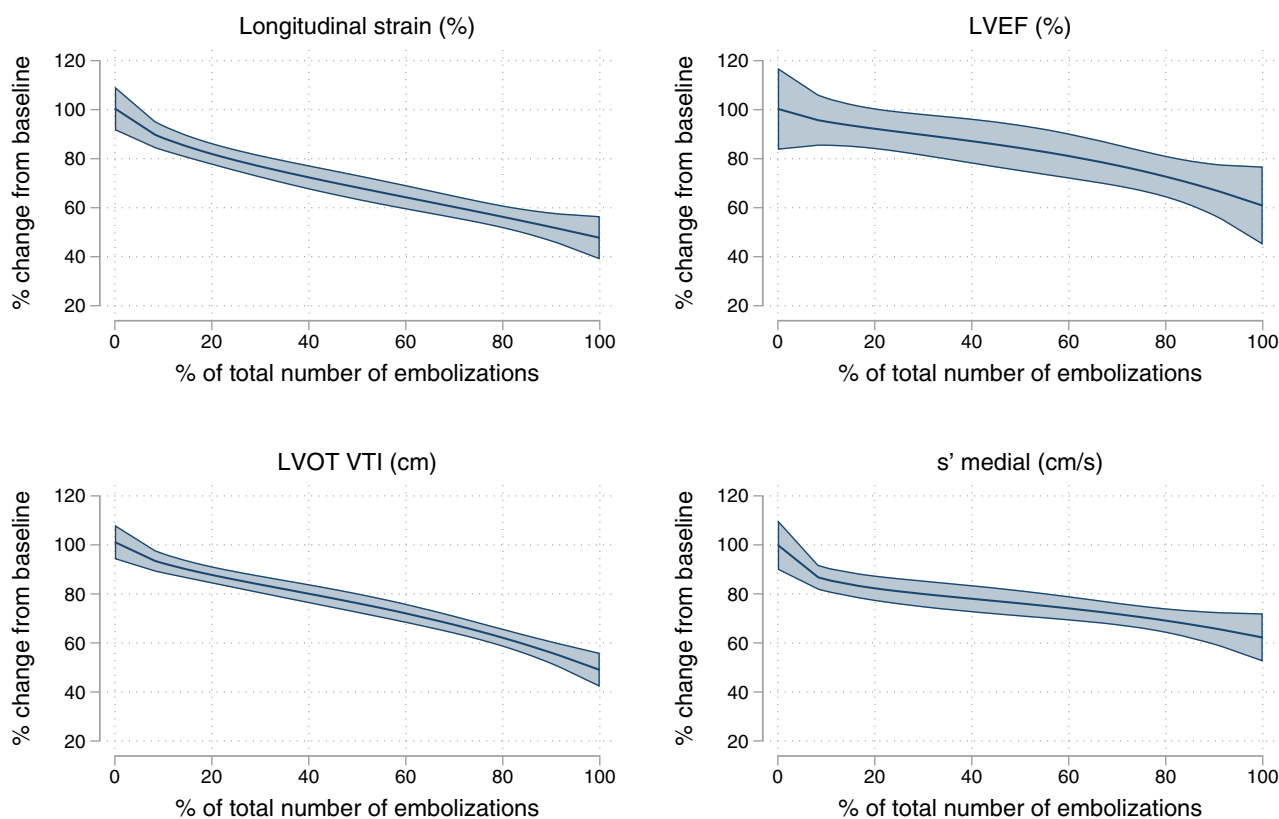 Longitudinal strain (%)
% change from baseline
120
100
80
60
40
20
0 20 40 60 80 100
% of total number of embolizations
LVEF (%)
% change from baseline
120
100
80
60
40
20
0 20 40 60 80 100
% of total number of embolizations
LVOT VTI (cm)
% change from baseline
120
100
80
60
40
20
0 20 40 60 80 100
% of total number of embolizations
s’ medial (cm/s)
% change from baseline
120
100
80
60
40
20
0 20 40 60 80 100
% of total number of embolizations